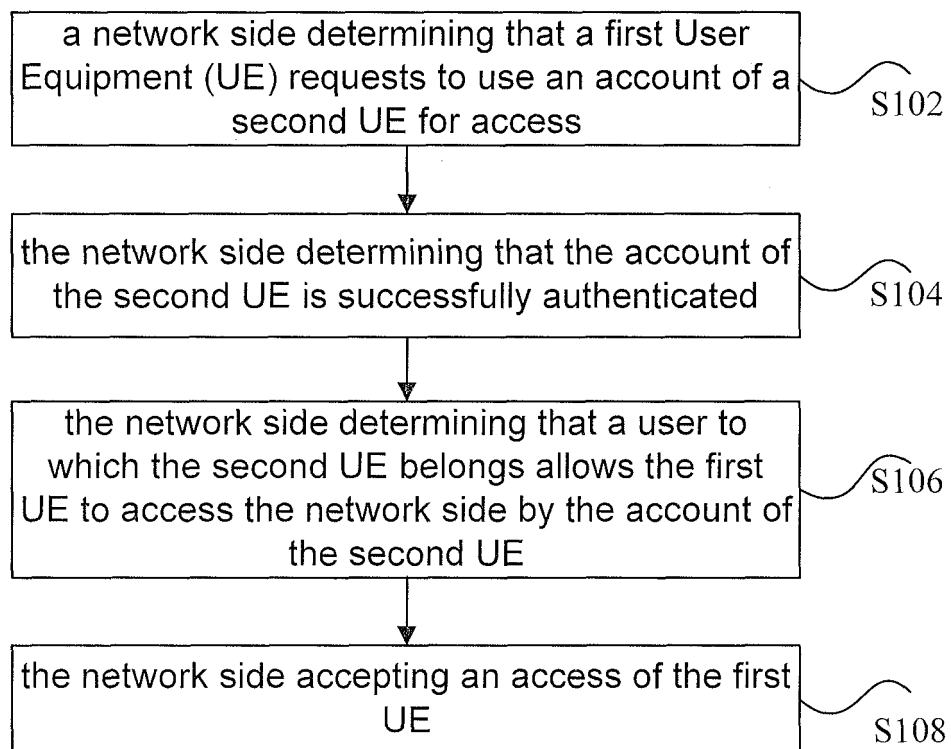 a network side determining that a first User
Equipment (UE) requests to use an account of a
second UE for access
S102
the network side determining that the account of
the second UE is successfully authenticated
S104
the network side determining that a user to
which the second UE belongs allows the first
UE to access the network side by the account of
the second UE
S106
the network side accepting an access of the first
UE
S108